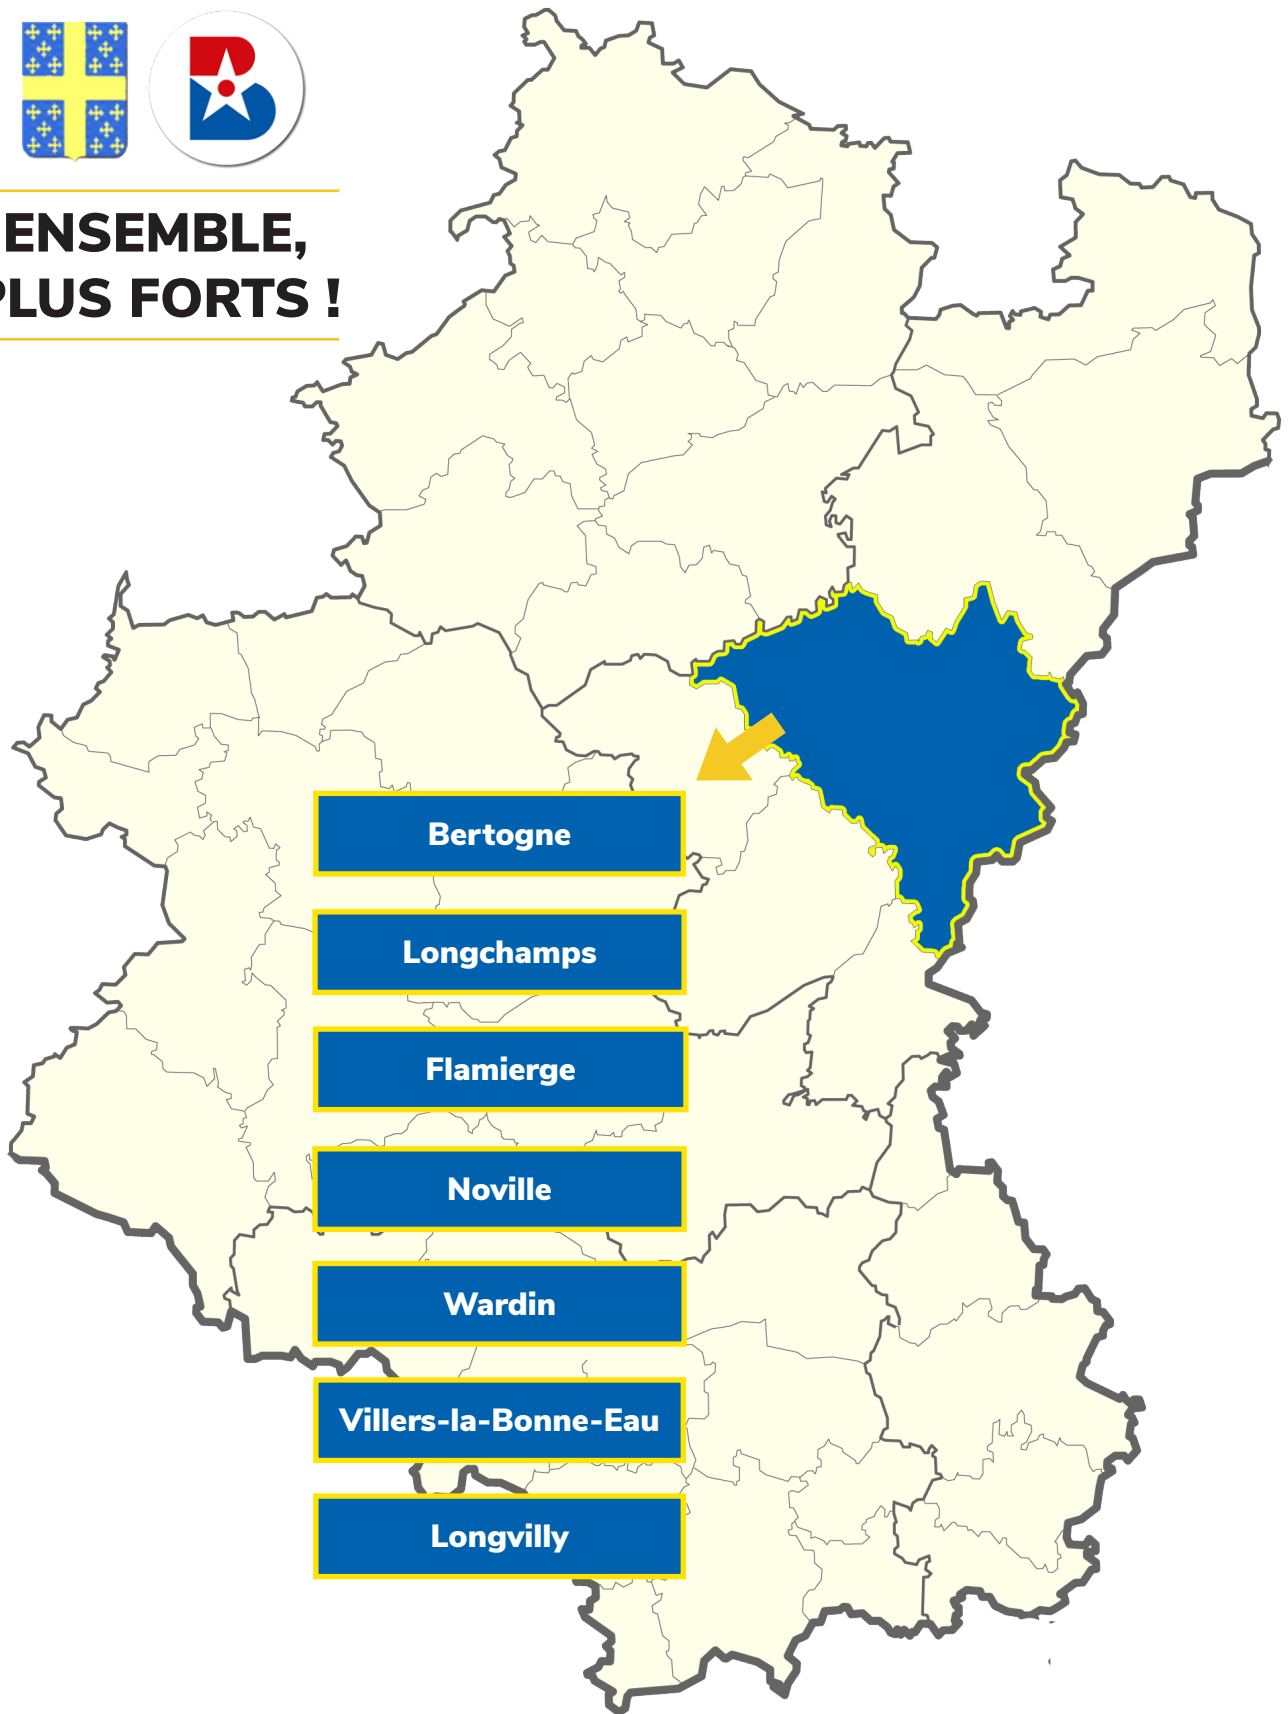 ENSEMBLE,
PLUS FORTS !
Bertogne
Longchamps
Flamierge
Noville
Wardin
Villers-la-Bonne-Eau
Longvilly